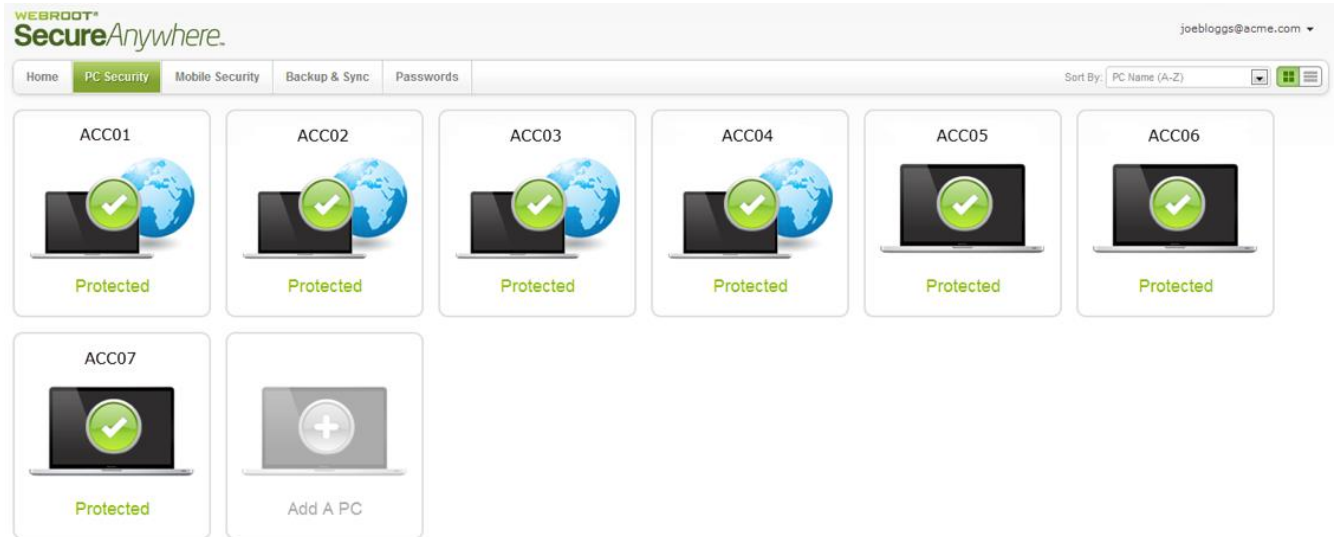 WEBROOT®
SecureAnywhere™
joebloggs@acme.com
Home PC Security Mobile Security Backup & Sync Passwords Sort By: PC Name (A-Z)
ACC01 ACC02 ACC03 ACC04 ACC05 ACC06
Protected Protected Protected Protected Protected Protected
ACC07
Protected Add A PC